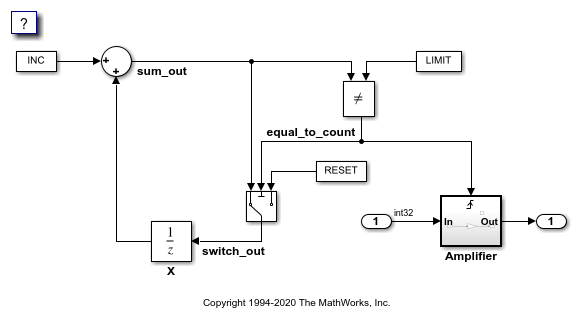 ?
INC
+
+
sum_out
LIMIT
≠
equal_to_count
RESET
1
int32
In
Out
1
Amplifier
1
z
switch_out
X
Copyright 1994-2020 The MathWorks, Inc.